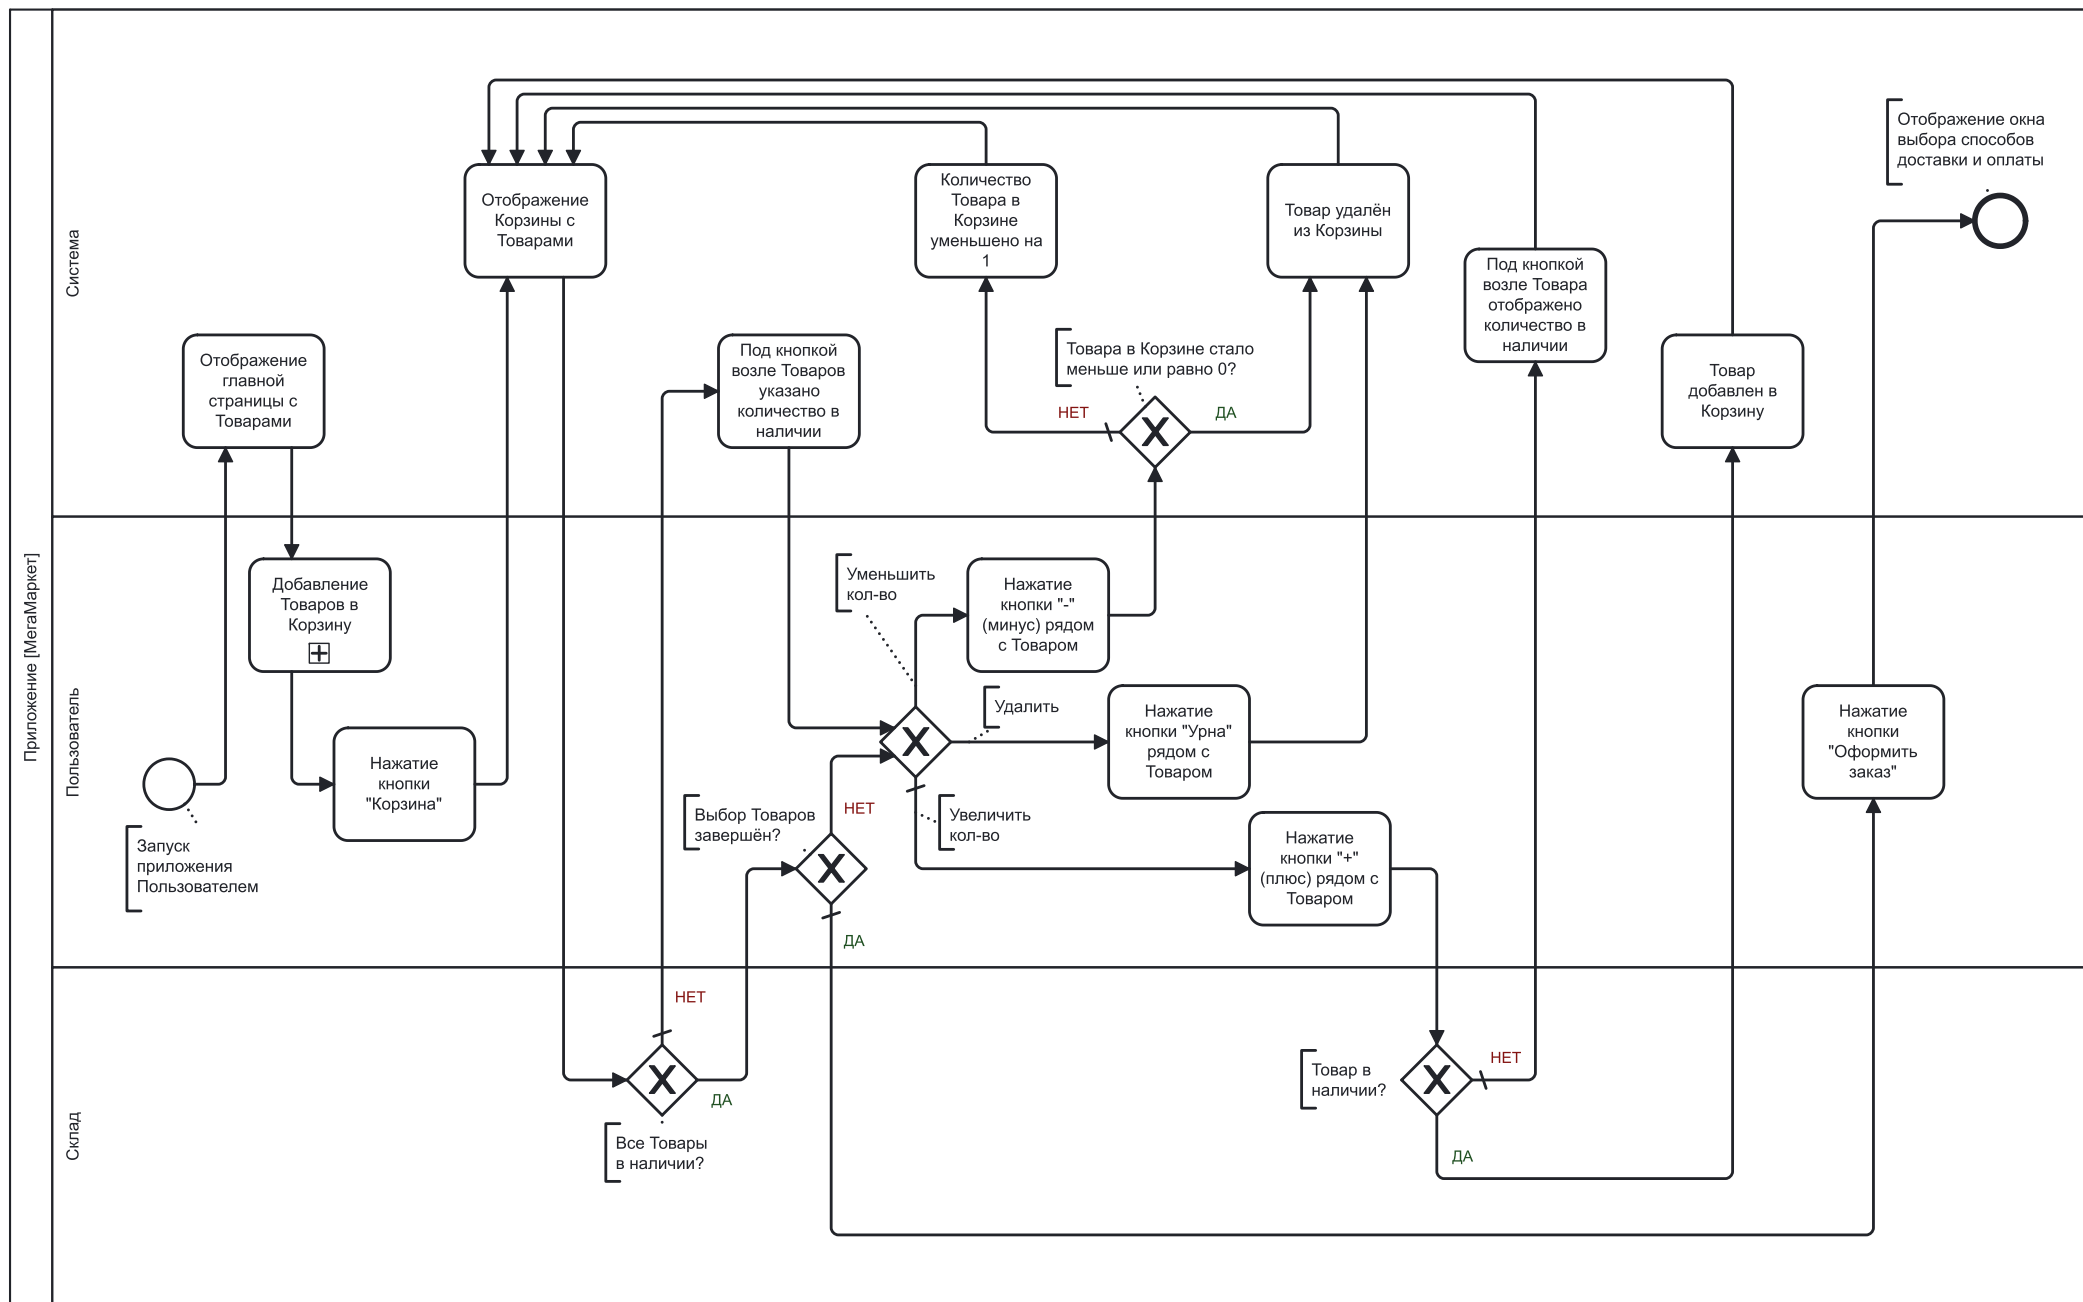 Приложение [МегаМаркет]
Система
Отображение
Корзины с
Товарами
Количество
Товара в
Корзине
уменьшено на
1
Товар удалён
из Корзины
Под кнопкой
возле Товара
отображено
количество в
наличии
Отображение окна
выбора способов
доставки и оплаты
Отображение
главной
страницы с
Товарами
Под кнопкой
возле Товаров
указано
количество в
наличии
Товара в Корзине стало
меньше или равно 0?
НЕТ
ДА
Товар
добавлен в
Корзину
Пользователь
Добавление
Товаров в
Корзину
Уменьшить
кол-во
Нажатие
кнопки "-"
(минус) рядом
с Товаром
Удалить
Нажатие
кнопки "Урна"
рядом с
Товаром
Нажатие
кнопки
"Оформить
заказ"
Нажатие
кнопки
"Корзина"
Запуск
приложения
Пользователем
Выбор Товаров
завершён?
НЕТ
ДА
Увеличить
кол-во
Нажатие
кнопки "+"
(плюс) рядом с
Товаром
Склад
НЕТ
ДА
Все Товары
в наличии?
Товар в
наличии?
НЕТ
ДА